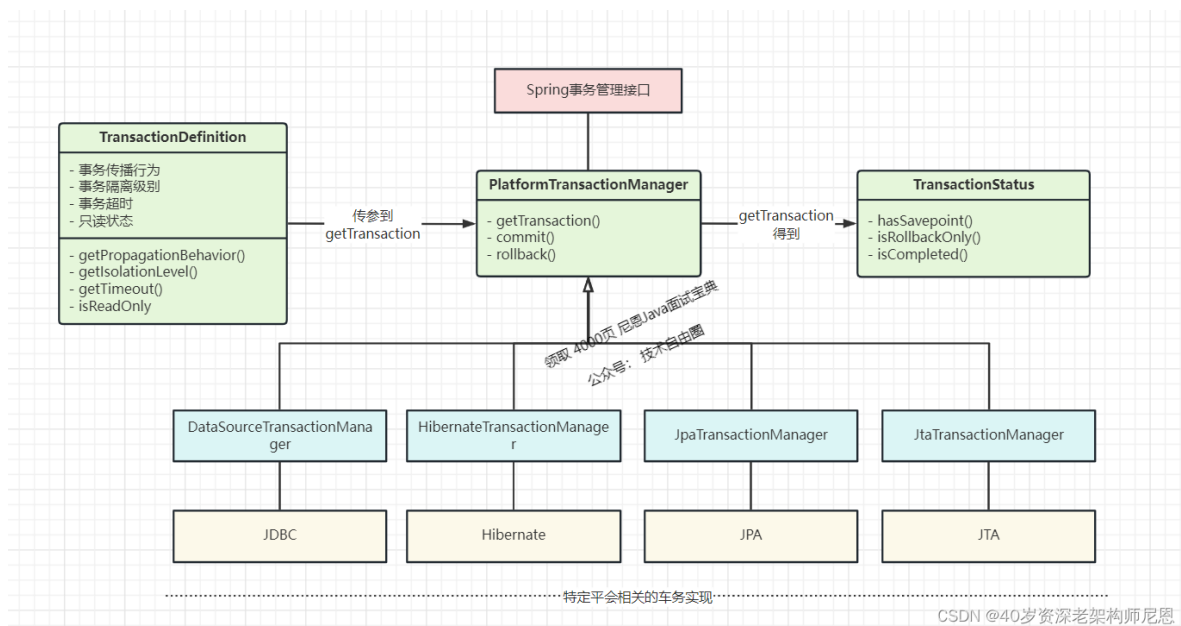 Spring事务管理接口
TransactionDefinition
- 事务传播行为
- 事务隔离级别
- 事务超时
- 只读状态
- getPropagationBehavior()
- getIsolationLevel()
- getTimeout()
- isReadOnly
传参到
getTransaction
PlatformTransactionManager
- getTransaction()
- commit()
- rollback()
getTransaction
得到
TransactionStatus
- hasSavepoint()
- isRollbackOnly()
- isCompleted()
领取 4000页 尼恩Java面试宝典
公众号： 技术自由圈
DataSourceTransactionMana
ger
HibernateTransactionManage
r
JpaTransactionManager
JtaTransactionManager
JDBC
Hibernate
JPA
JTA
特定平会相关的车务实现
CSDN @40岁资深老架构师尼恩